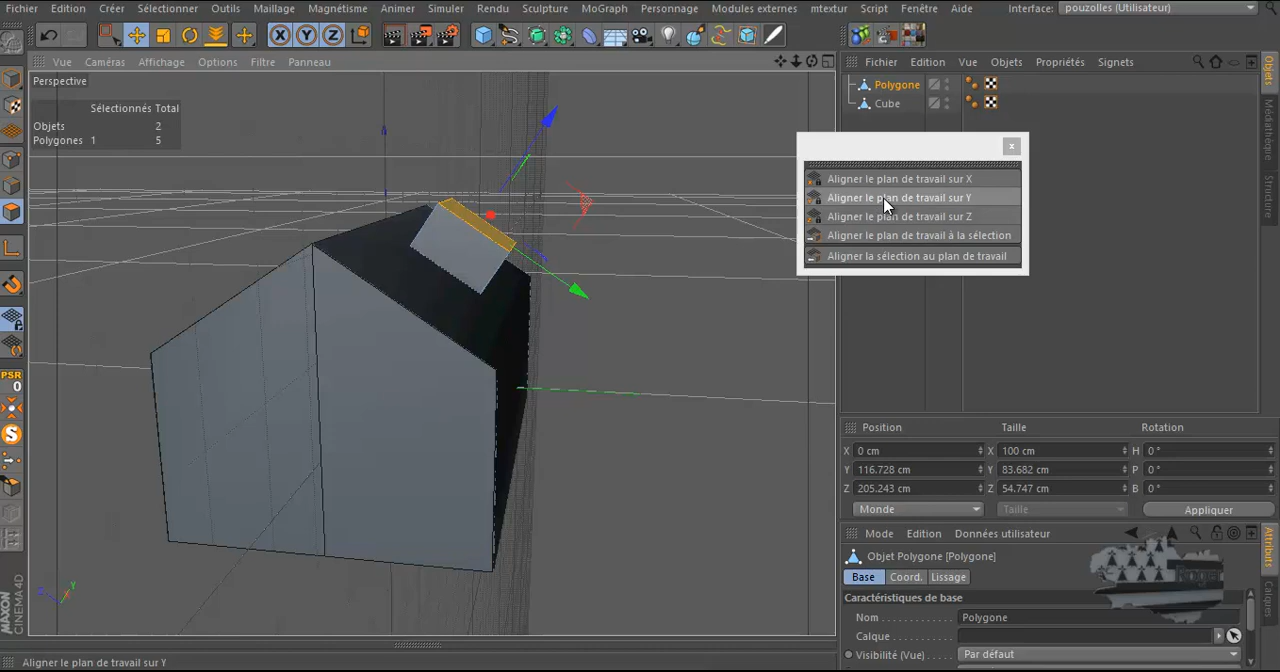 Fichier Edition Créer Sélectionner Outils Maillage Magnétisme Animer Simuler Rendu Sculpture MoGraph Personnage Modules externes mtextur Script Fenêtre Aide Interface: pouzolles (Utilisateur)
Vue Caméras Affichage Options Filtre Panneau
Fichier Edition Vue Objets Propriétés Signets
Perspective
Sélectionnés Total
Objets 2
Polygones 1 5
Polygone
Cube
Aligner le plan de travail sur X
Aligner le plan de travail sur Y
Aligner le plan de travail sur Z
Aligner le plan de travail à la sélection
Aligner la sélection au plan de travail
Objets
Médiathèque
Structure
X Y Z
PSR
0
S
N
Y
Z
MAXON
CINEMA 4D
Position Taille Rotation
X 0 cm X 100 cm H 0 °
Y 116.728 cm Y 83.682 cm P 0 °
Z 205.243 cm Z 54.747 cm B 0 °
Monde Taille Appliquer
Mode Edition Données utilisateur
Objet Polygone [Polygone]
Base Coord. Lissage
Caractéristiques de base
Nom Polygone
Calque
Visibilité (Vue) Par défaut
Attributs
Calques
Aligner le plan de travail sur Y